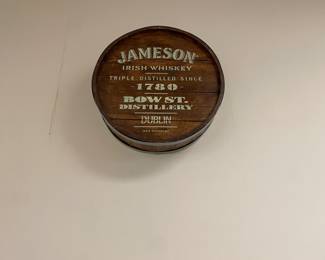 JAMESON
IRISH WHISKEY
TRIPLE DISTILLED SINCE
1780
BOW ST.
DISTILLERY
DUBLIN